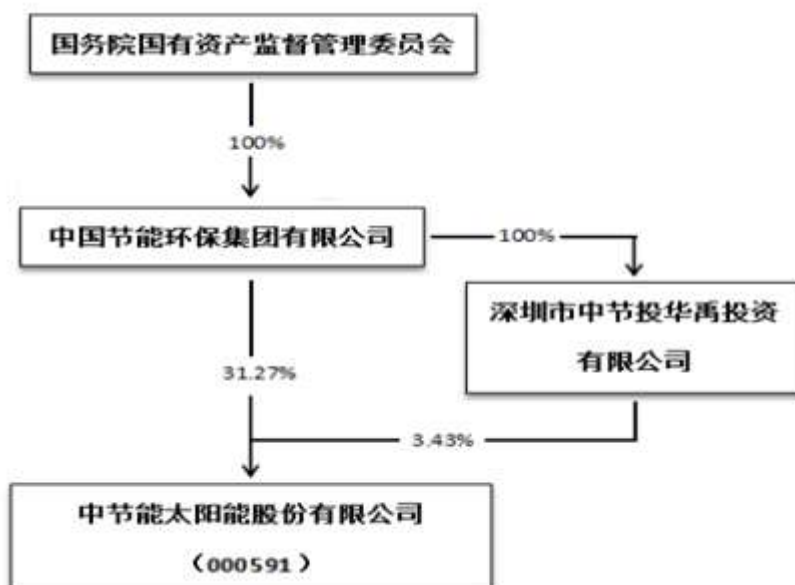 国务院国有资产监督管理委员会
100%
中国节能环保集团有限公司
100%
深圳市中节投华禹投资
有限公司
31.27%
3.43%
中节能太阳能股份有限公司
（000591）